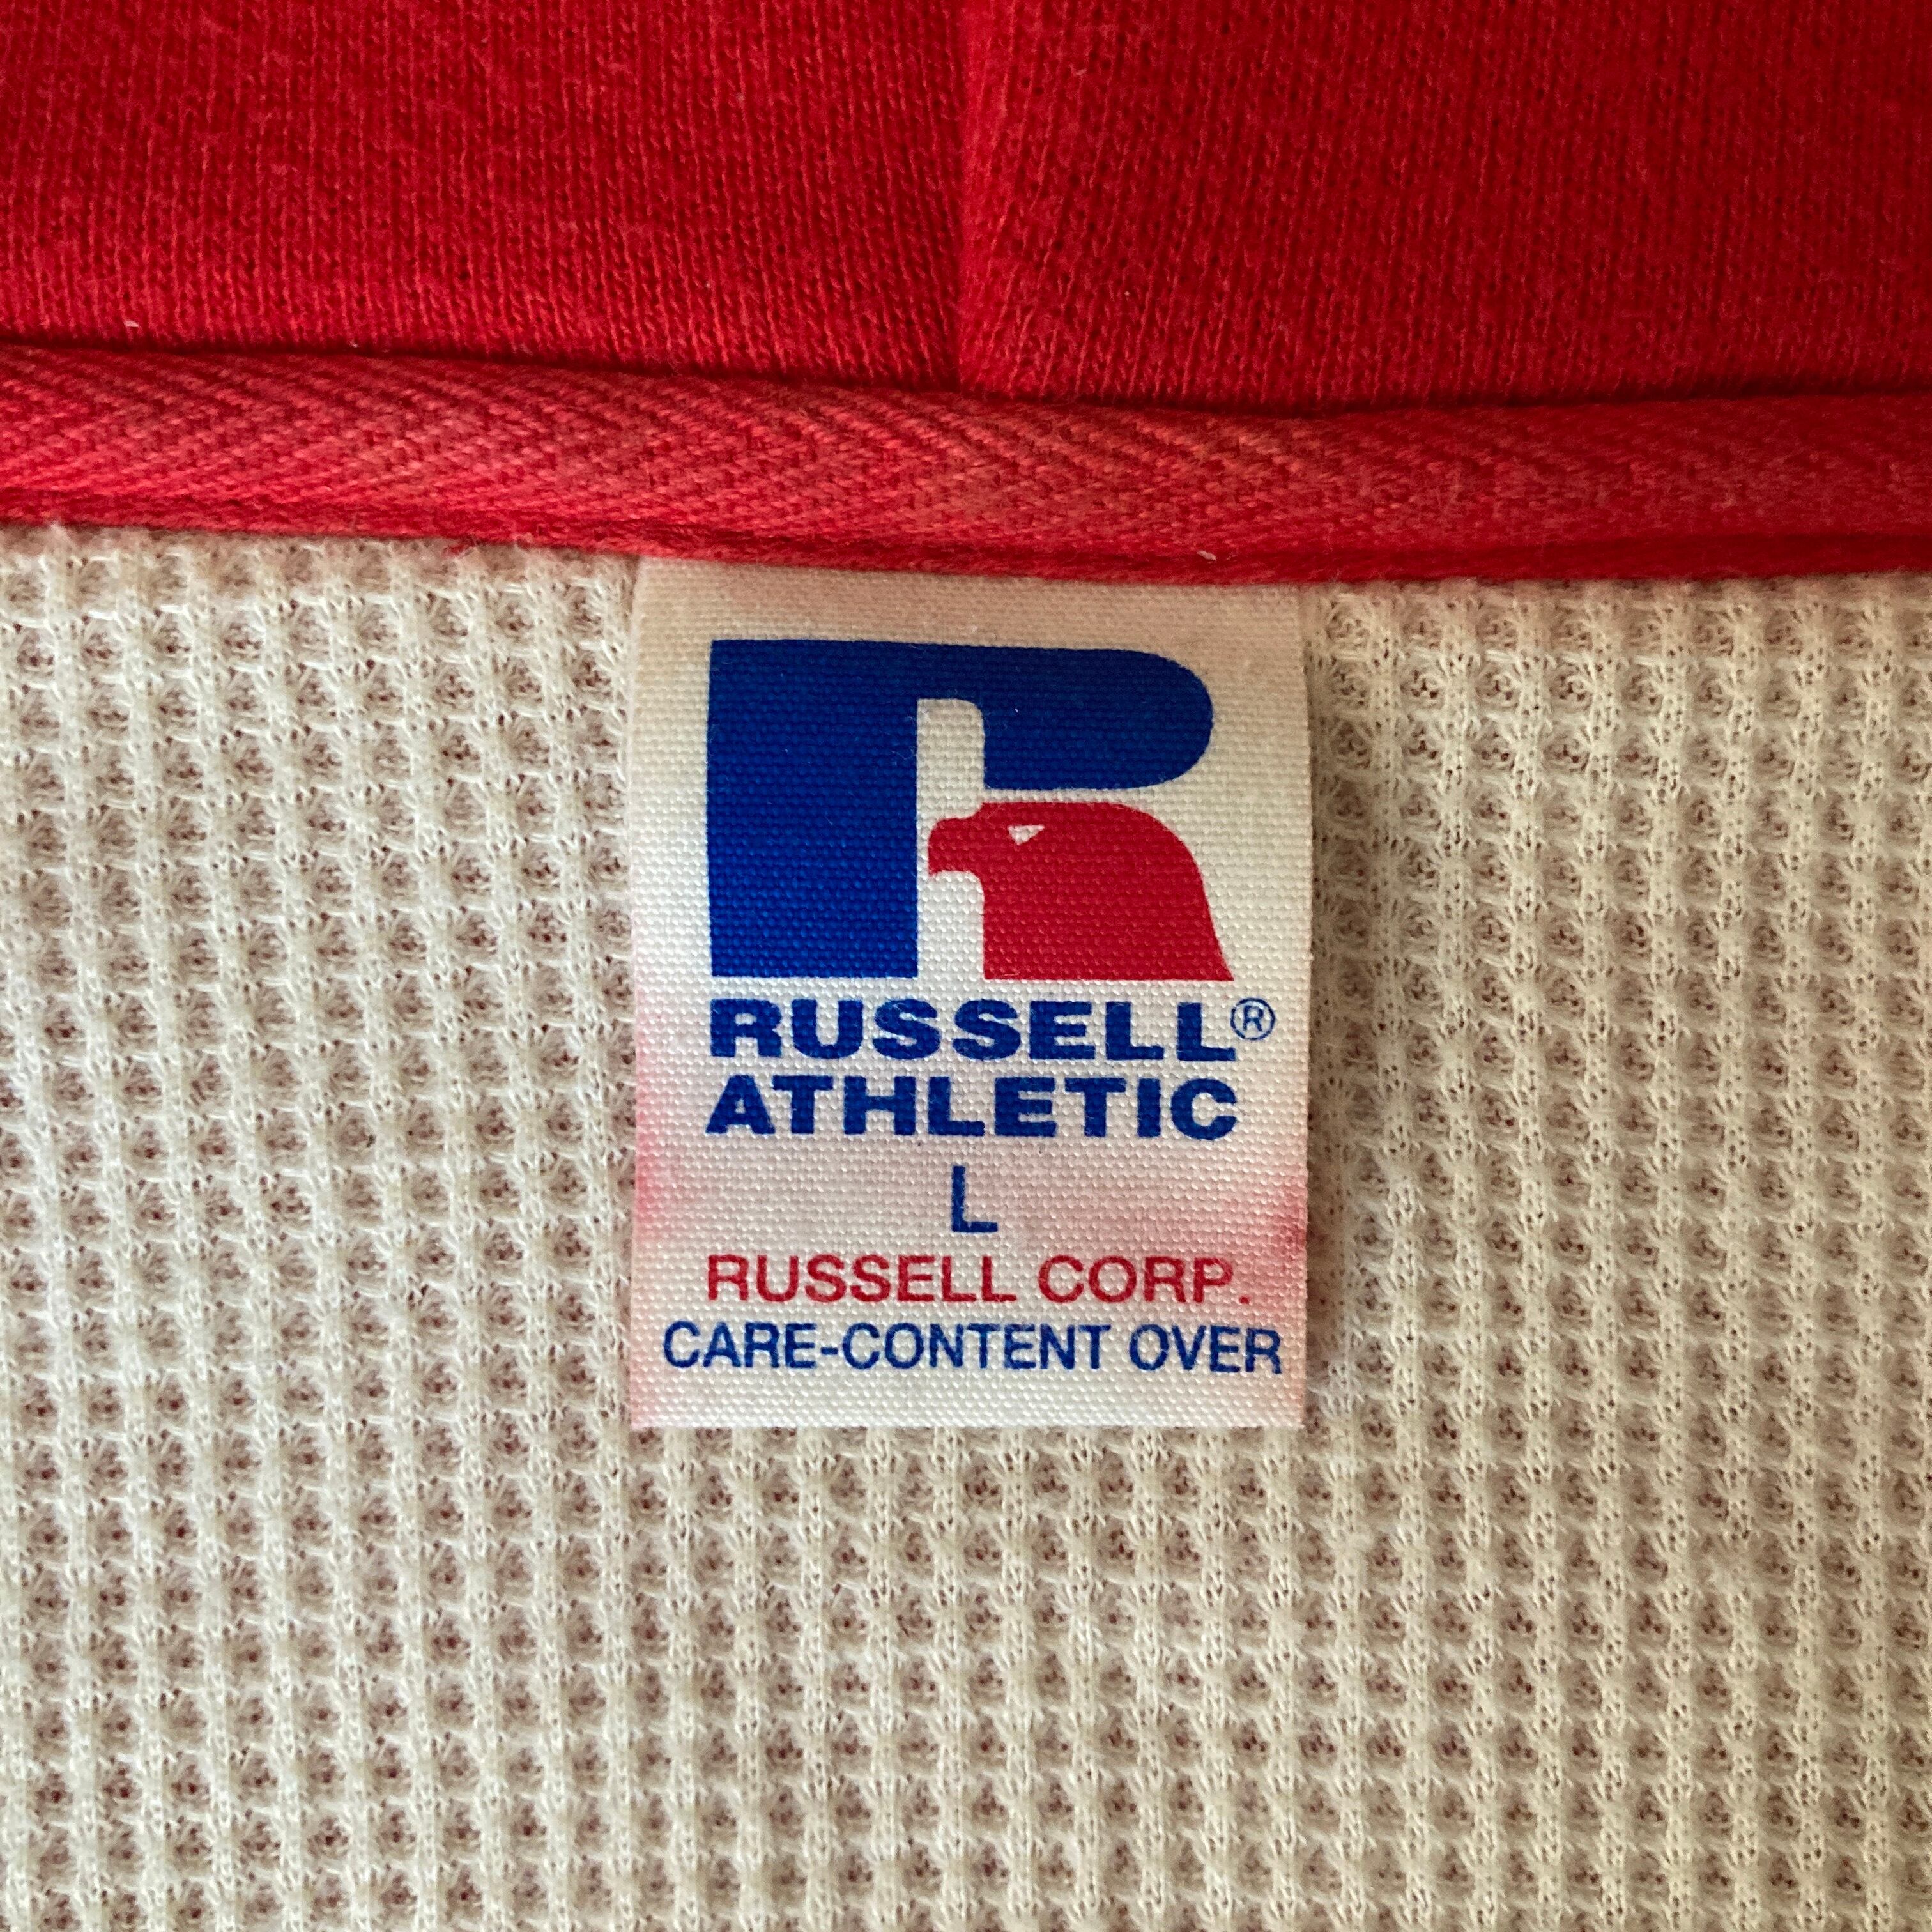 RUSSELL®
ATHLETIC
L
RUSSELL CORP.
CARE-CONTENT OVER